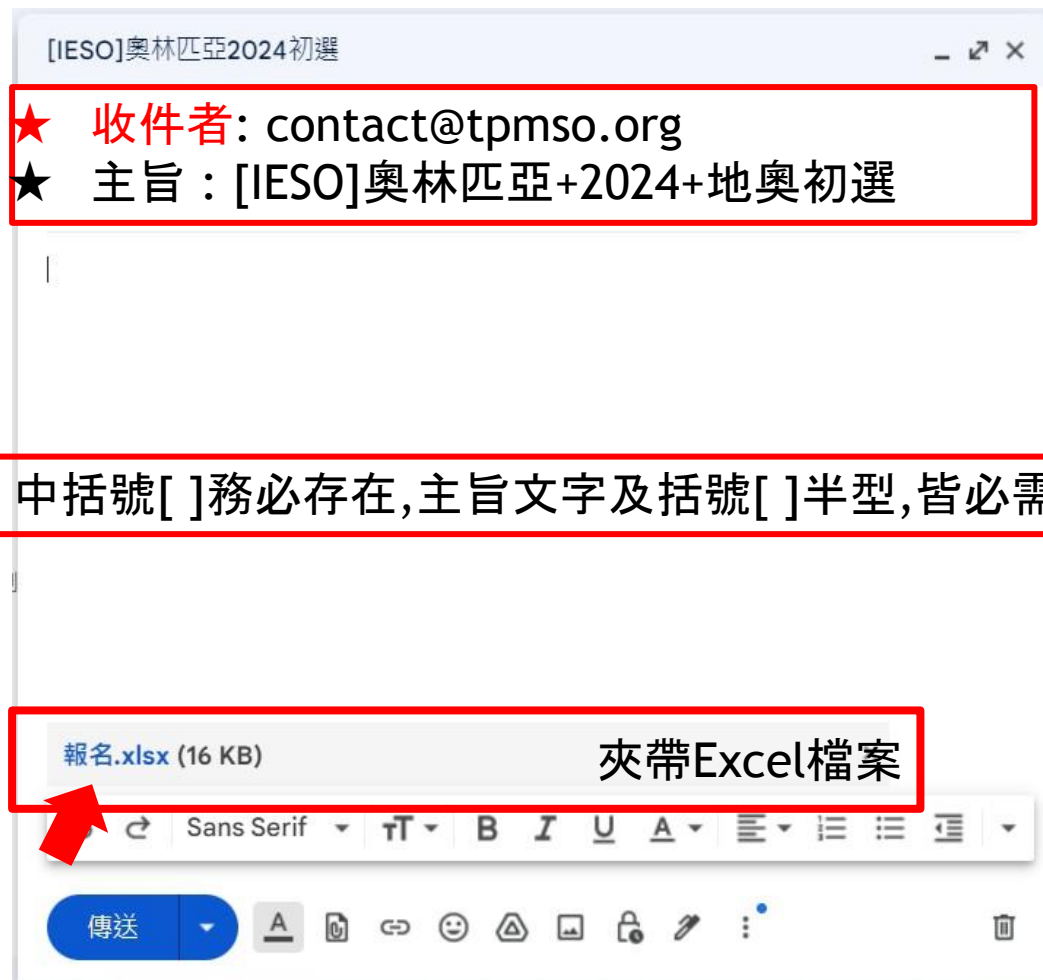 [IESO]奧林匹亞2024初選
★ 收件者: contact@tpmso.org
★ 主旨：[IESO]奧林匹亞+2024+地奧初選
中括號[ ]務必存在,主旨文字及括號[ ]半型,皆必需
報名.xlsx (16 KB)
夾帶Excel檔案
Sans Serif
傳送